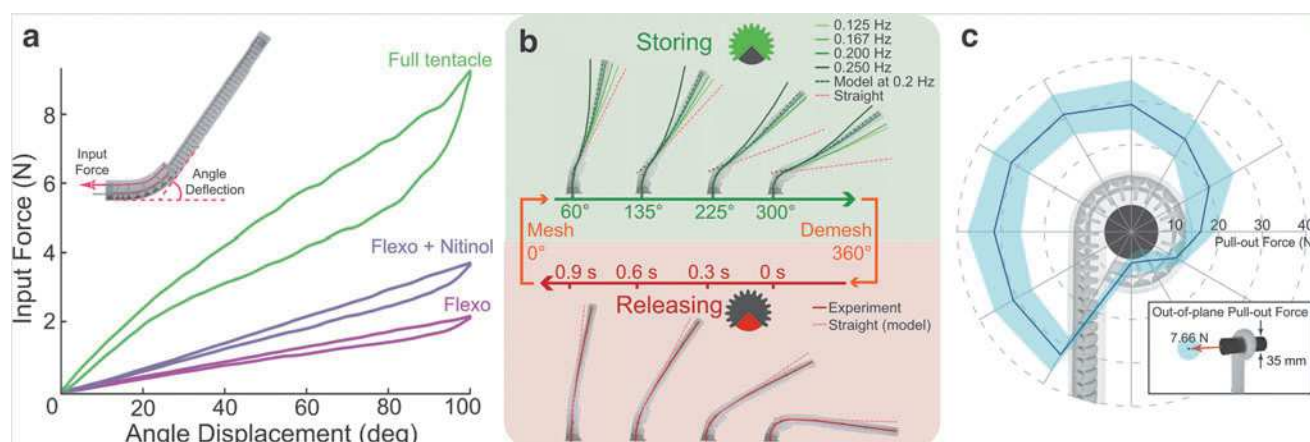 a
Full tentacle
Input
Force
Angle
Deflection
Flexo + Nitinol
Flexo
Input Force (N)
8
6
4
2
0
20
40
60
80
100
Angle Displacement (deg)
b
Storing
0.125 Hz
0.167 Hz
0.200 Hz
0.250 Hz
Model at 0.2 Hz
Straight
60°
135°
225°
300°
Mesh
0°
Demesh
360°
0.9 s
0.6 s
0.3 s
0 s
Releasing
Experiment
Straight (model)
c
10
20
30
40
Pull-out Force (N
Out-of-plane Pull-out Force
7.66 N
35 mm